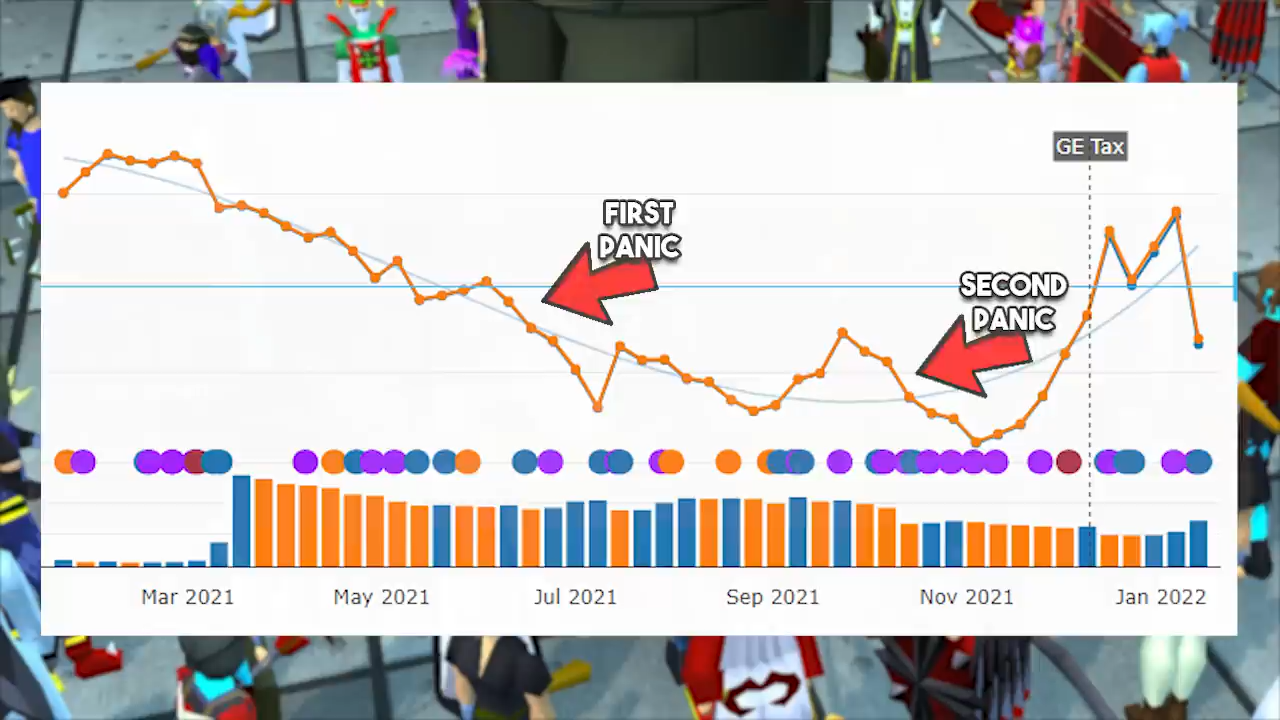 GE Tax
FIRST
PANIC
SECOND
PANIC
Mar 2021
May 2021
Jul 2021
Sep 2021
Nov 2021
Jan 2022